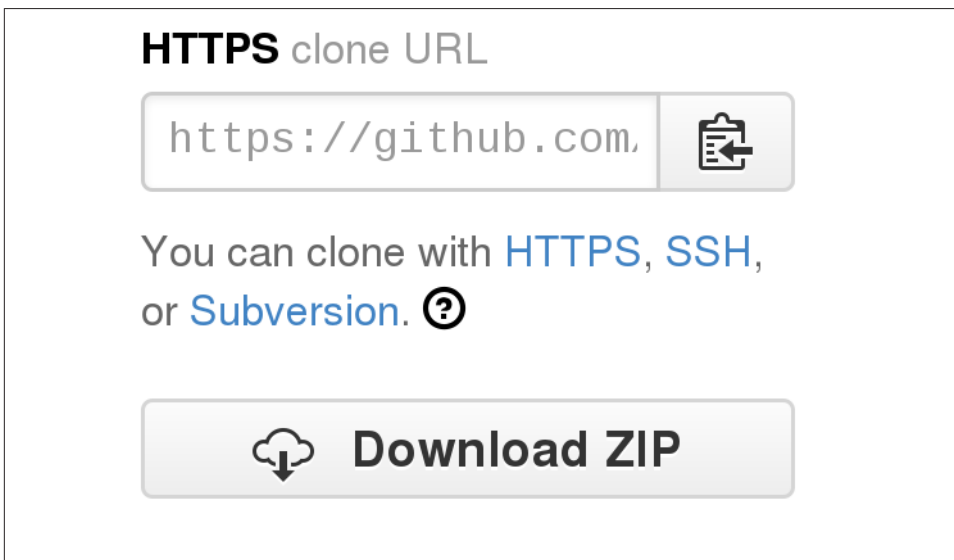 HTTPS clone URL
https://github.com/
You can clone with HTTPS, SSH,
or Subversion.
Download ZIP